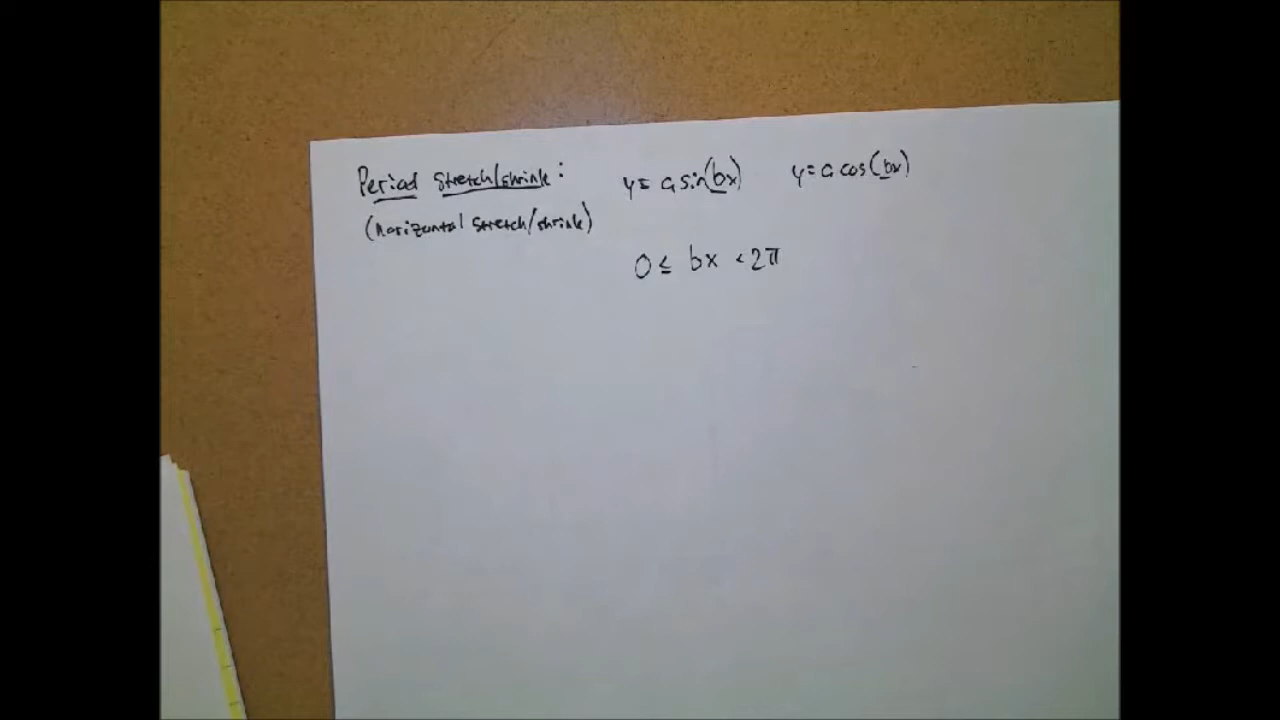 Period Stretch/shrink: y = a sin(bx) y = a cos(bx)
(horizontal stretch/shrink)
0 ≤ bx < 2π